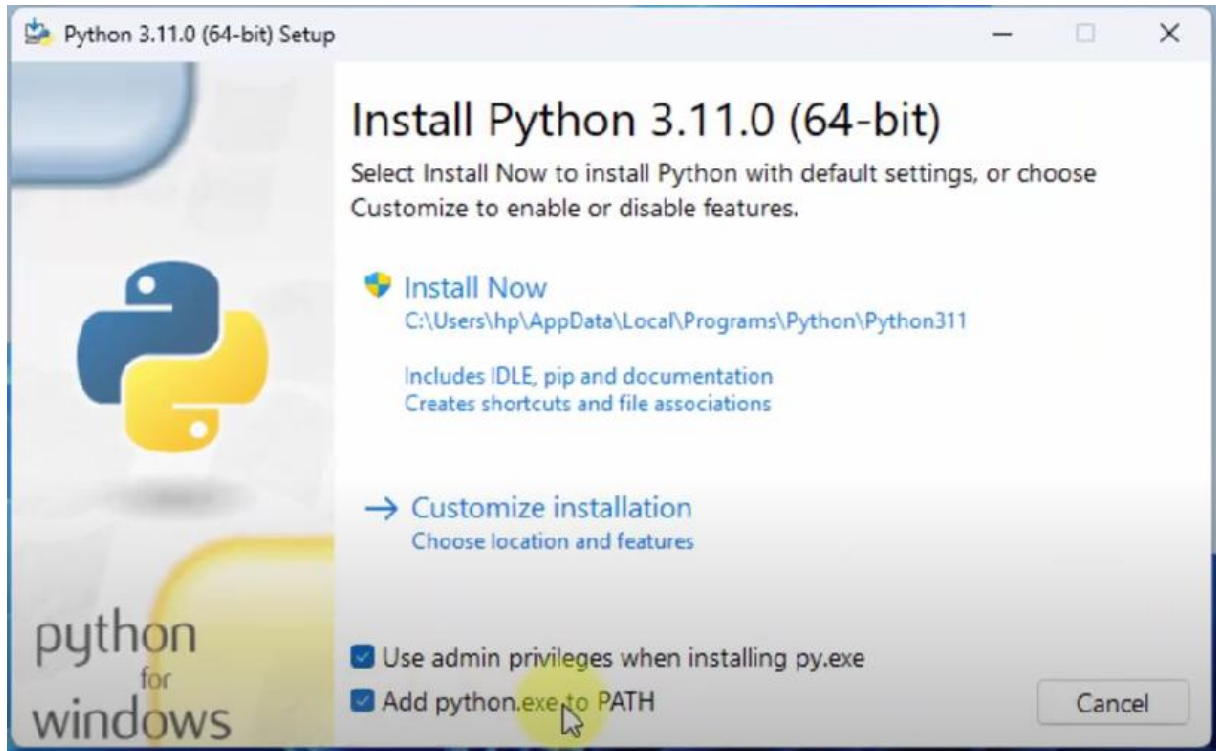 Python 3.11.0 (64-bit) Setup
Install Python 3.11.0 (64-bit)
Select Install Now to install Python with default settings, or choose
Customize to enable or disable features.
Install Now
C:\Users\hp\AppData\Local\Programs\Python\Python311
Includes IDLE, pip and documentation
Creates shortcuts and file associations
Customize installation
Choose location and features
python
for
windows
Use admin privileges when installing py.exe
Add python.exe to PATH
Cancel